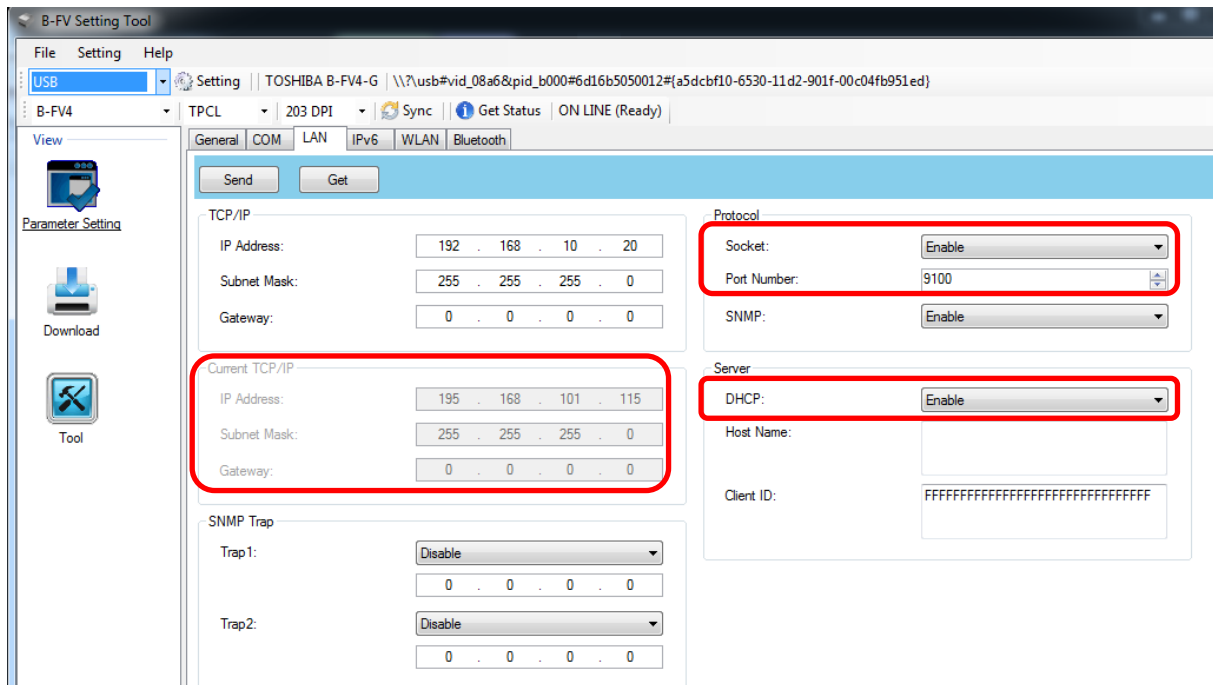 B-FV Setting Tool
File Setting Help
USB Setting TOSHIBA B-FV4-G \\?\usb#vid_08a6&pid_b000#6d16b5050012#{a5dcbf10-6530-11d2-901f-00c04fb951ed}
B-FV4 TPCL 203 DPI Sync Get Status ON LINE (Ready)
View
Parameter Setting
Download
Tool
General COM LAN IPv6 WLAN Bluetooth
Send Get
TCP/IP
IP Address: 192 . 168 . 10 . 20
Subnet Mask: 255 . 255 . 255 . 0
Gateway: 0 . 0 . 0 . 0
Current TCP/IP
IP Address: 195 . 168 . 101 . 115
Subnet Mask: 255 . 255 . 255 . 0
Gateway: 0 . 0 . 0 . 0
SNMP Trap
Trap1: Disable
0 . 0 . 0 . 0
Trap2: Disable
0 . 0 . 0 . 0
Protocol
Socket: Enable
Port Number: 9100
SNMP: Enable
Server
DHCP: Enable
Host Name:
Client ID: FFFFFFFFFFFFFFFFFFFFFFFFFFFFFFFF